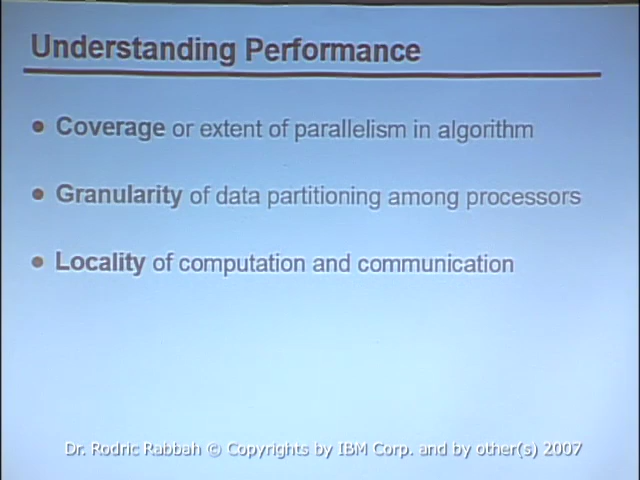 Understanding Performance
• Coverage or extent of parallelism in algorithm
• Granularity of data partitioning among processors
• Locality of computation and communication
Dr. Rodric Rabbah © Copyrights by IBM Corp. and by other(s) 2007